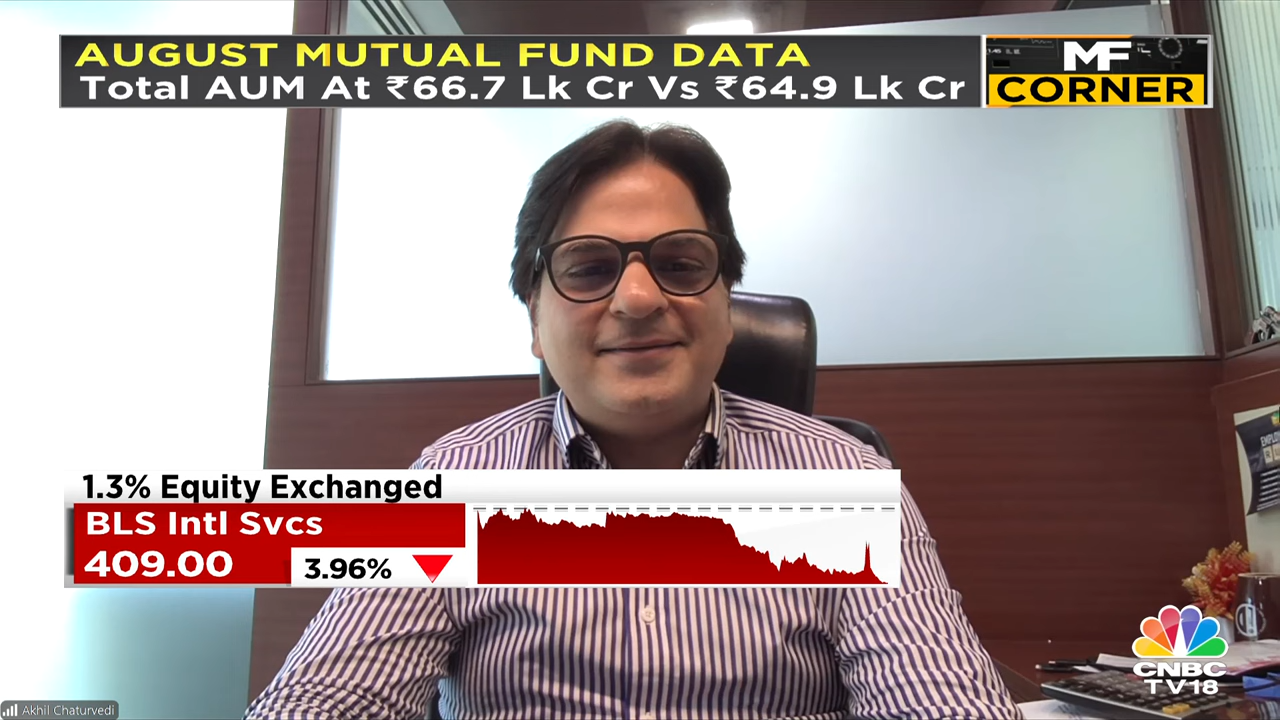 AUGUST MUTUAL FUND DATA
Total AUM At ₹66.7 Lk Cr Vs ₹64.9 Lk Cr
MF
CORNER
1.3% Equity Exchanged
BLS Intl Svcs
409.00
3.96%
CNBC
TV18
Akhil Chaturvedi